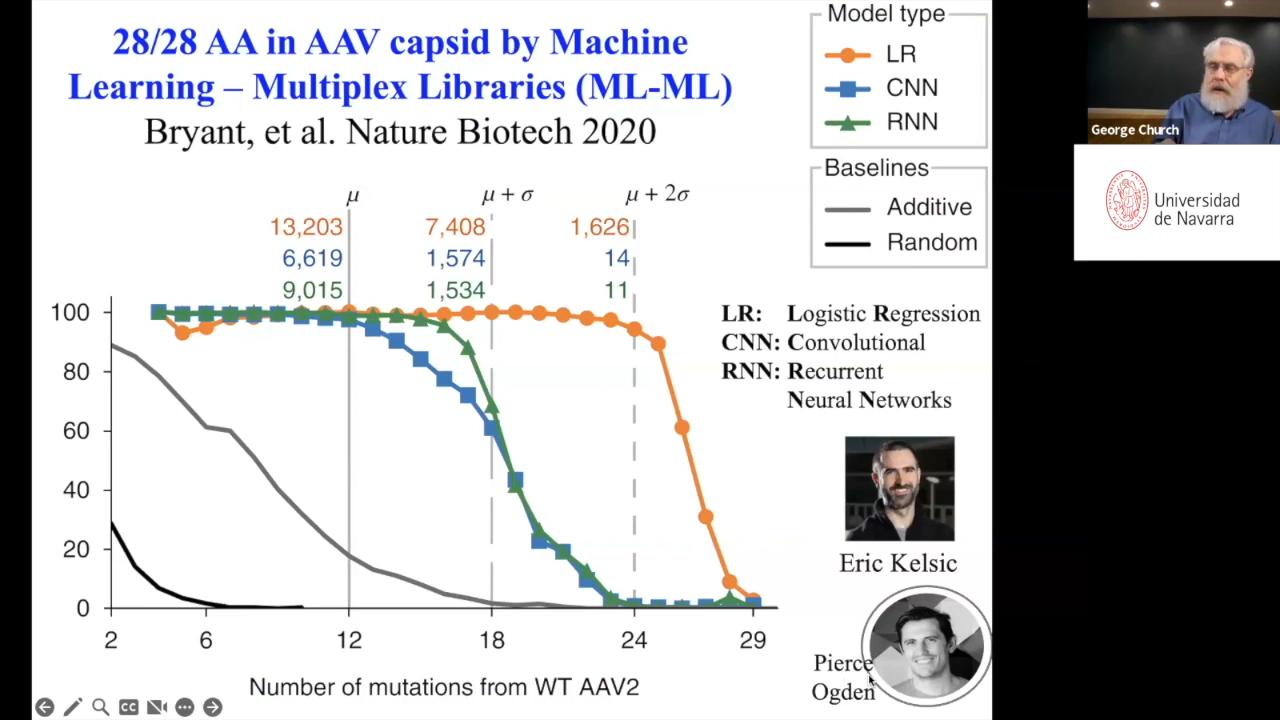 28/28 AA in AAV capsid by Machine
Learning – Multiplex Libraries (ML-ML)
Bryant, et al. Nature Biotech 2020
Model type
LR
CNN
RNN
Baselines
Additive
Random
μ
μ + σ
μ + 2σ
13,203
7,408
1,626
6,619
1,574
14
9,015
1,534
11
100
80
60
40
20
0
2
6
12
18
24
29
Number of mutations from WT AAV2
LR: Logistic Regression
CNN: Convolutional
RNN: Recurrent
Neural Networks
Eric Kelsic
Pierce
Ogden
George Church
Universidad
de Navarra
CC